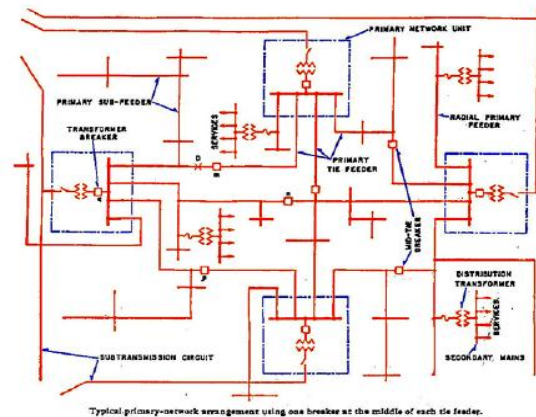 PRIMARY NETWORK UNIT
PRIMARY SUB-FEEDER
TRANSFORMER
BREAKER
SERVICES
D
PRIMARY
TIE FEEDER
RADIAL PRIMARY
FEEDER
MID-TIE
BREAKER
DISTRIBUTION
TRANSFORMER
SERVICES
SECONDARY MAINS
SUBTRANSMISSION CIRCUIT
Typical primary-network arrangement using one breaker at the middle of each tie feeder.